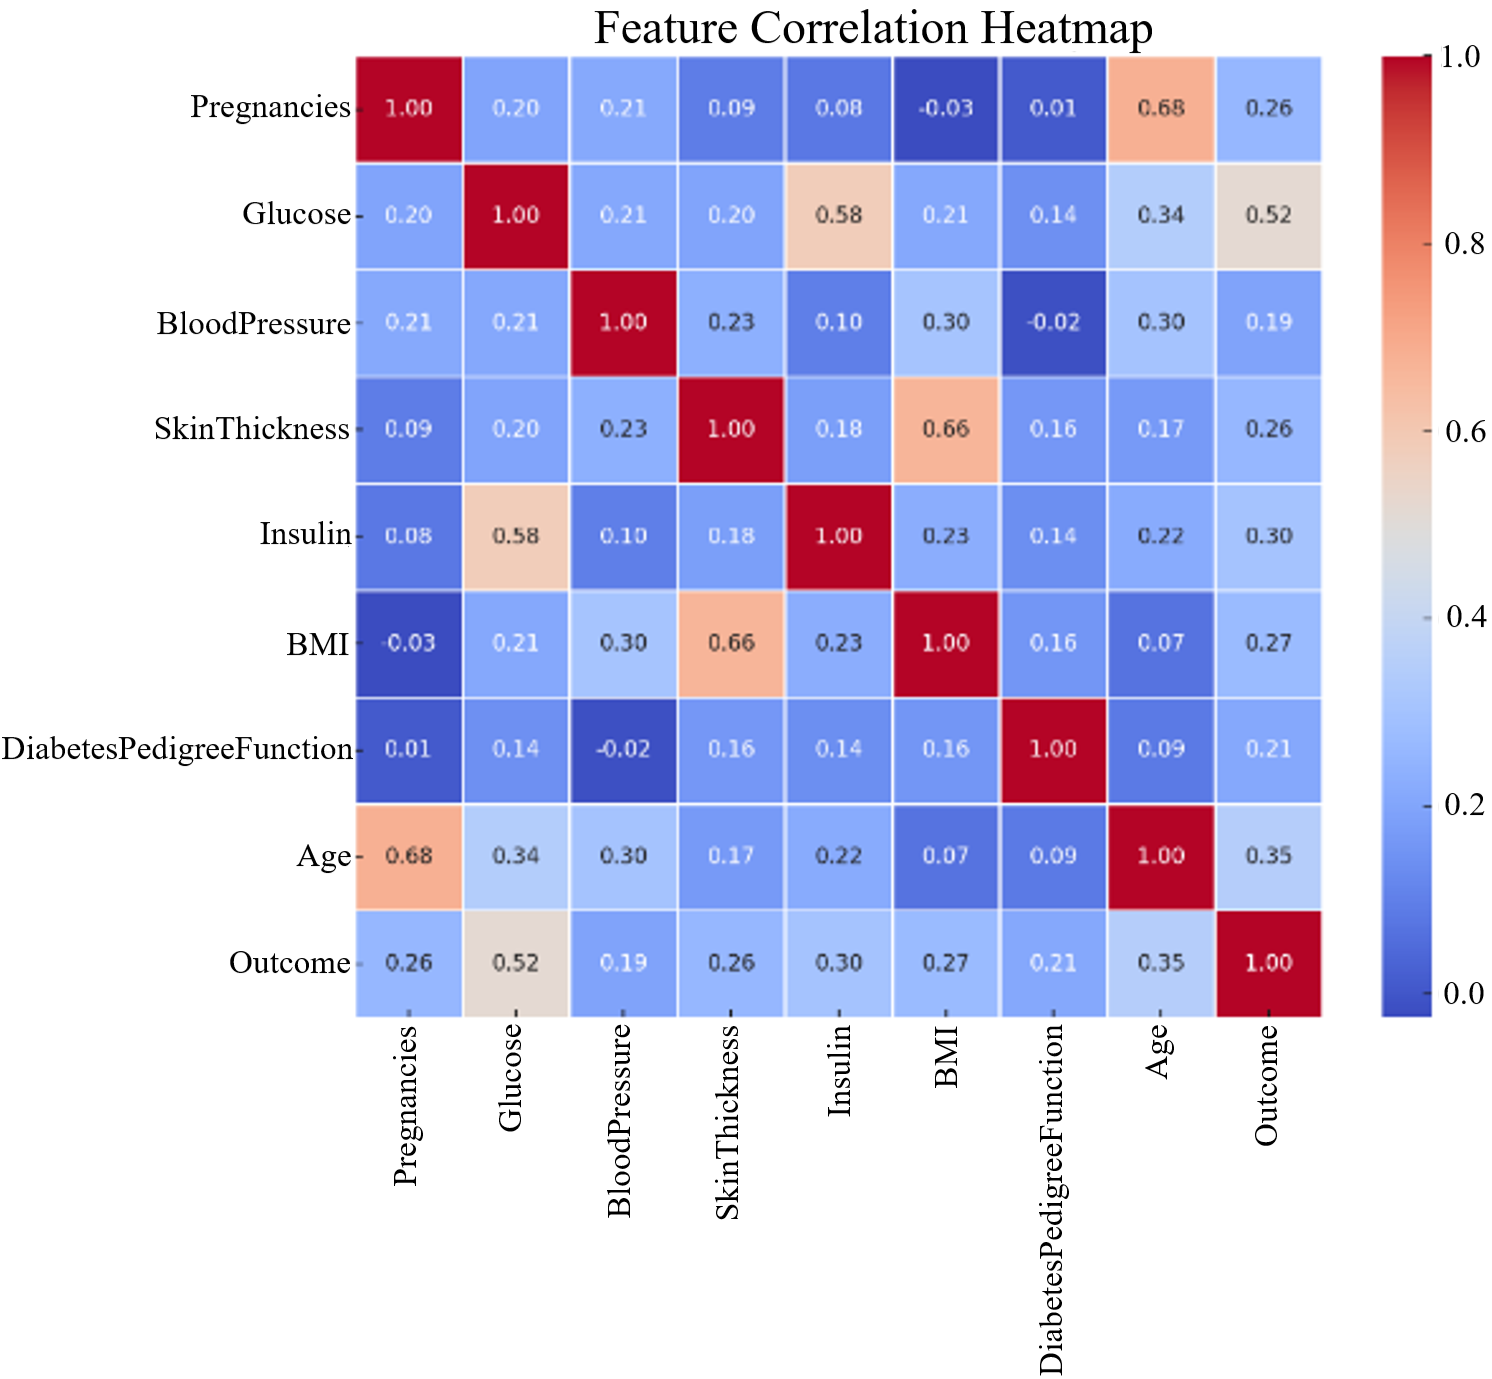 Feature Correlation Heatmap
Pregnancies 1.00 0.20 0.21 0.09 0.08 -0.03 0.01 0.68 0.26
Glucose 0.20 1.00 0.21 0.20 0.58 0.21 0.14 0.34 0.52
BloodPressure 0.21 0.21 1.00 0.23 0.10 0.30 -0.02 0.30 0.19
SkinThickness 0.09 0.20 0.23 1.00 0.18 0.66 0.16 0.17 0.26
Insulin 0.08 0.58 0.10 0.18 1.00 0.23 0.14 0.22 0.30
BMI -0.03 0.21 0.30 0.66 0.23 1.00 0.16 0.07 0.27
DiabetesPedigreeFunction 0.01 0.14 -0.02 0.16 0.14 0.16 1.00 0.09 0.21
Age 0.68 0.34 0.30 0.17 0.22 0.07 0.09 1.00 0.35
Outcome 0.26 0.52 0.19 0.26 0.30 0.27 0.21 0.35 1.00
Pregnancies
Glucose
BloodPressure
SkinThickness
Insulin
BMI
DiabetesPedigreeFunction
Age
Outcome
1.0
0.8
0.6
0.4
0.2
0.0